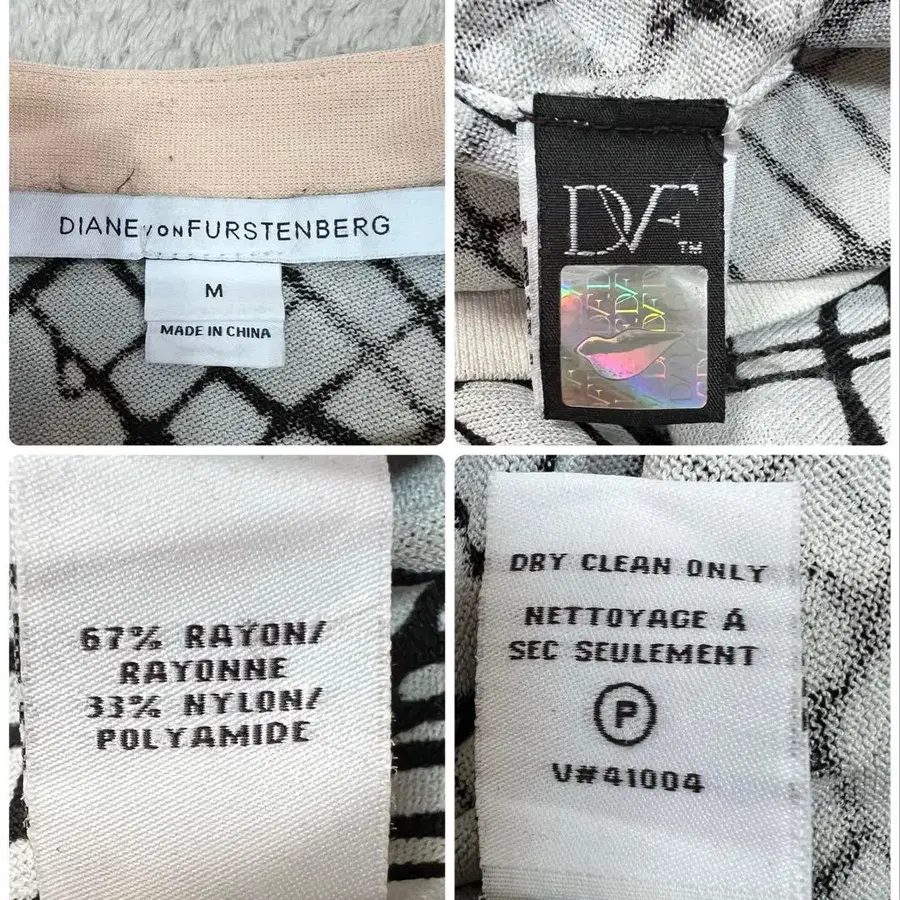 DIANE VON FURSTENBERG
M
MADE IN CHINA
DVF
TM
67% RAYON/
RAYONNE
33% NYLON/
POLYAMIDE
DRY CLEAN ONLY
NETTOYAGE À
SEC SEULEMENT
P
V#41004